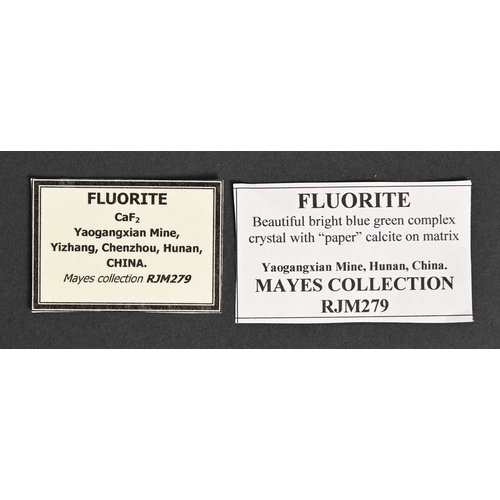 FLUORITE
CaF₂
Yaogangxian Mine,
Yizhang, Chenzhou, Hunan,
CHINA.
Mayes collection RJM279
FLUORITE
Beautiful bright blue green complex
crystal with “paper” calcite on matrix
Yaogangxian Mine, Hunan, China.
MAYES COLLECTION
RJM279